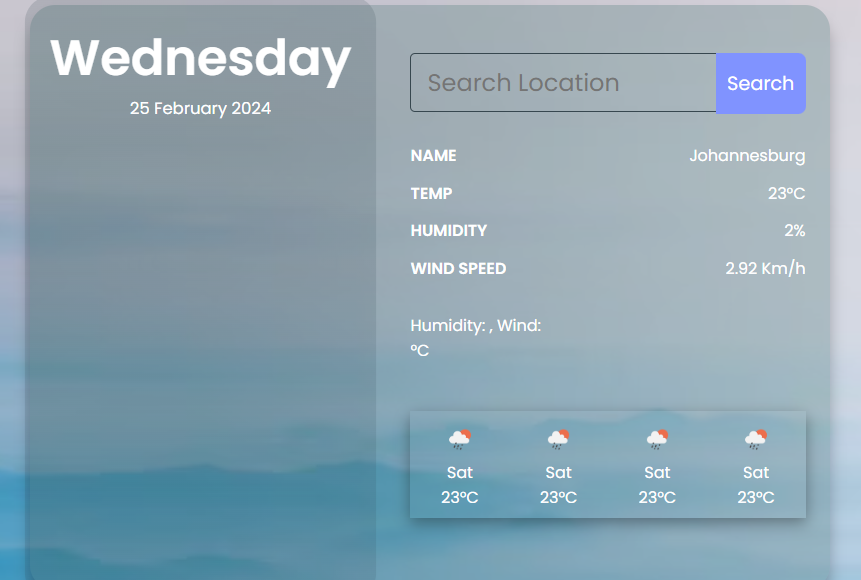 Wednesday
25 February 2024
Search Location
Search
NAME Johannesburg
TEMP 23°C
HUMIDITY 2%
WIND SPEED 2.92 Km/h
Humidity: , Wind:
°C
Sat Sat Sat Sat
23°C 23°C 23°C 23°C